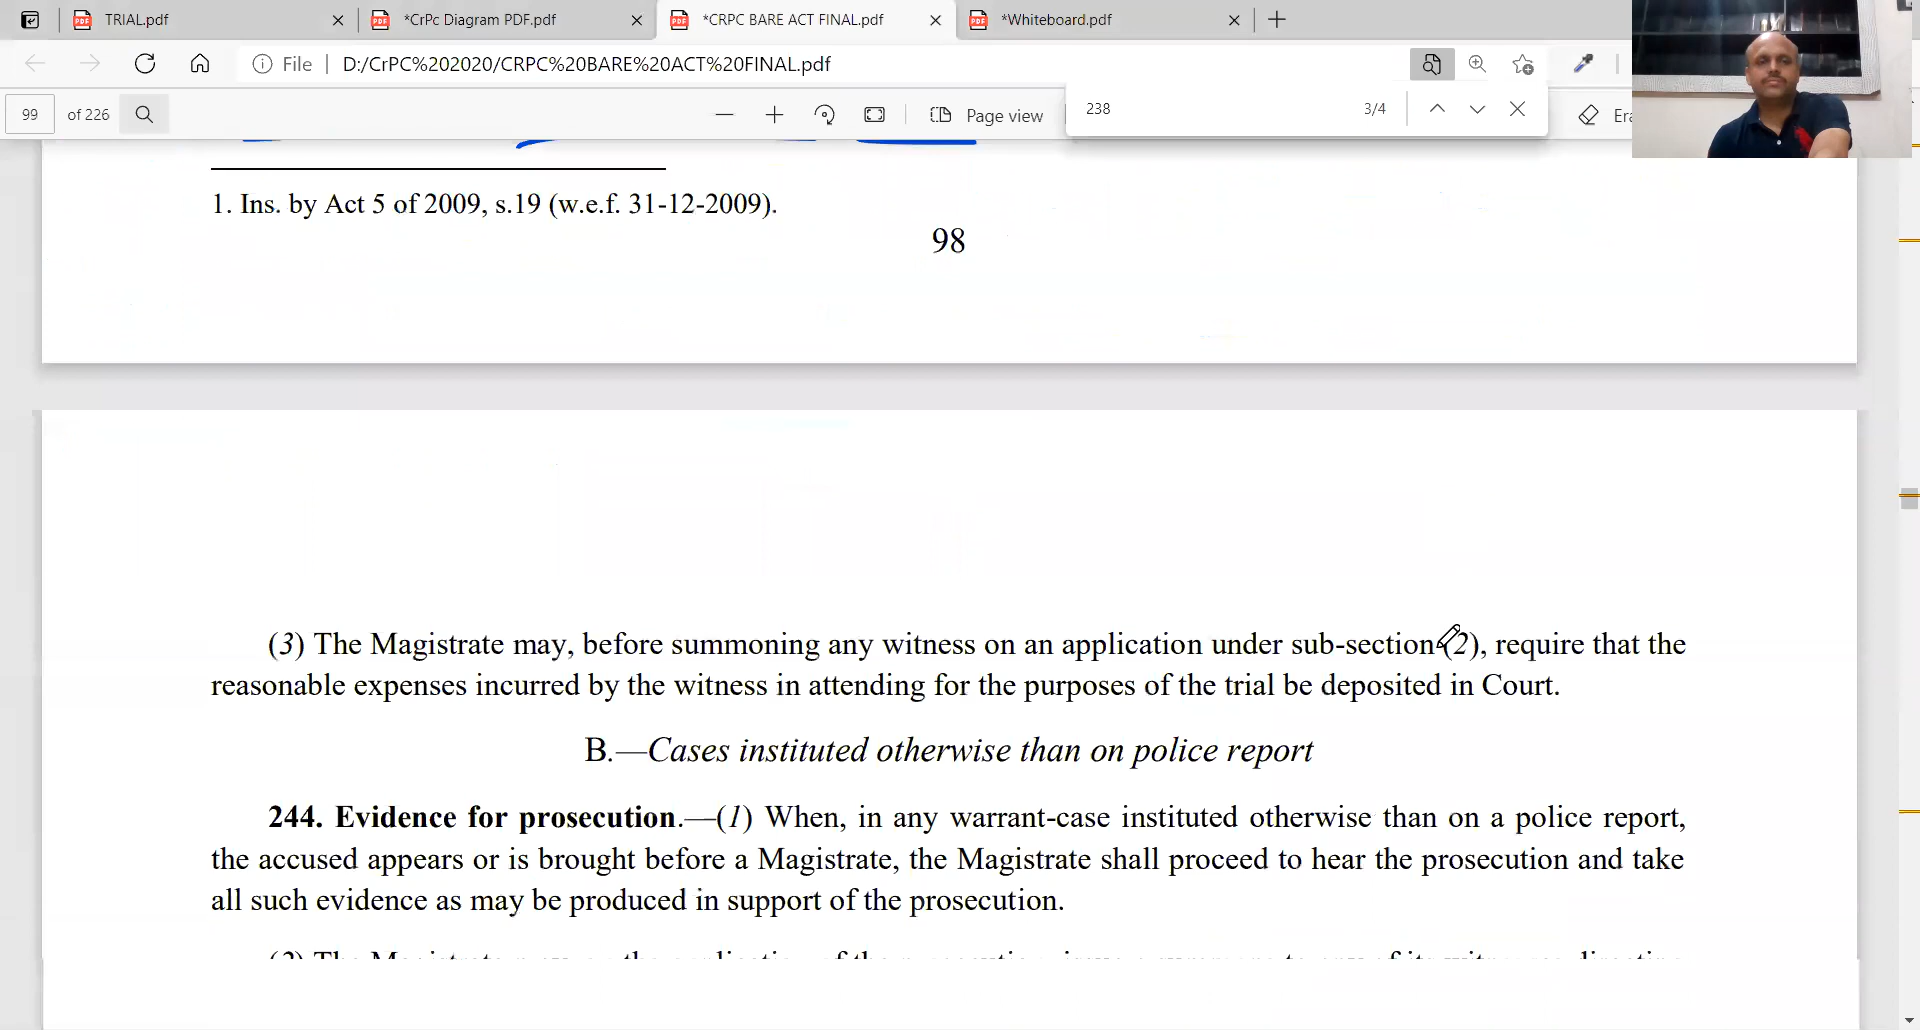 TRIAL.pdf
*CrPc Diagram PDF.pdf
*CRPC BARE ACT FINAL.pdf
*Whiteboard.pdf
File
D:/CrPC%202020/CRPC%20BARE%20ACT%20FINAL.pdf
99 of 226
Page view
238
3/4
Era
1. Ins. by Act 5 of 2009, s.19 (w.e.f. 31-12-2009).
98
(3) The Magistrate may, before summoning any witness on an application under sub-section (2), require that the
reasonable expenses incurred by the witness in attending for the purposes of the trial be deposited in Court.
B.—Cases instituted otherwise than on police report
244. Evidence for prosecution.—(1) When, in any warrant-case instituted otherwise than on a police report,
the accused appears or is brought before a Magistrate, the Magistrate shall proceed to hear the prosecution and take
all such evidence as may be produced in support of the prosecution.